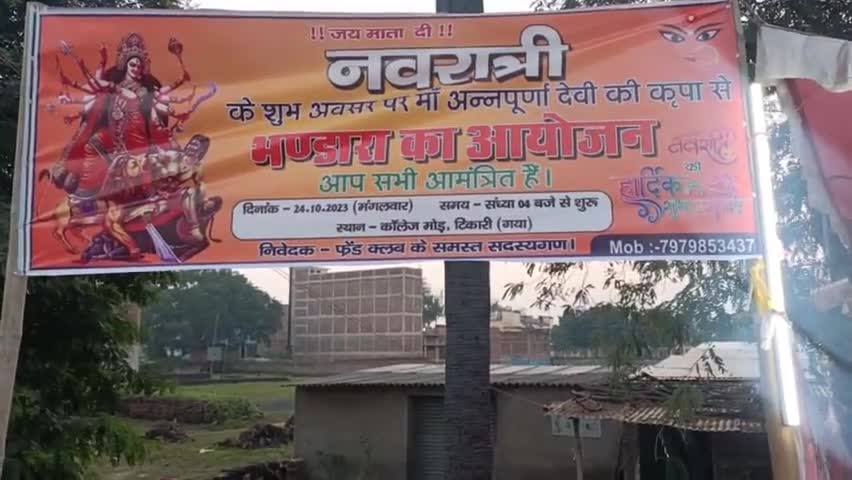 !! जय माता दी !!
नवरात्री
के शुभ अवसर पर माँ अन्नपूर्णा देवी की कृपा से
भण्डारा का आयोजन
आप सभी आमंत्रित हैं।
नवरात्री
की
हार्दिक
दिनांक - 24.10.2023 (मंगलवार) समय - संध्या 04 बजे से शुरू
स्थान - कॉलेज मोड़, टिकारी (गया)
निवेदक - फ्रेंड क्लब के समस्त सदस्यगण। Mob :-7979853437